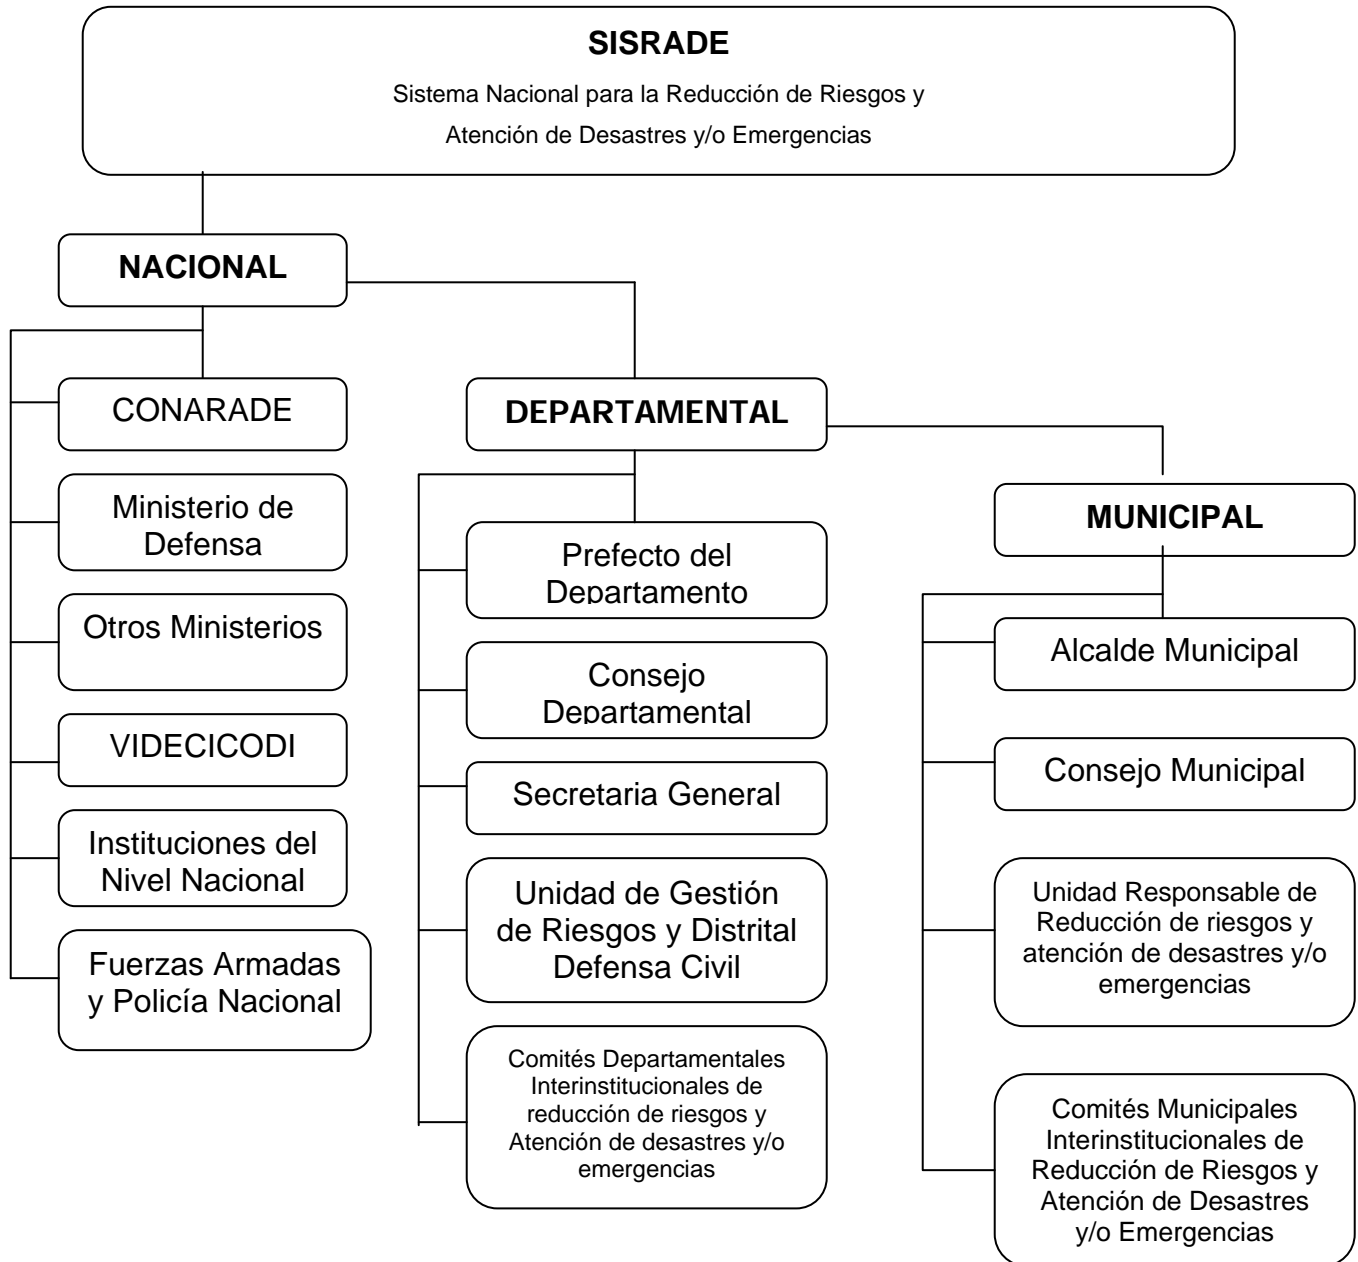 SISRADE
Sistema Nacional para la Reducción de Riesgos y
Atención de Desastres y/o Emergencias
NACIONAL
CONARADE
Ministerio de
Defensa
Otros Ministerios
VIDECICODI
Instituciones del
Nivel Nacional
Fuerzas Armadas
y Policía Nacional
DEPARTAMENTAL
Prefecto del
Departamento
Consejo
Departamental
Secretaria General
Unidad de Gestión
de Riesgos y Distrital
Defensa Civil
Comités Departamentales
Interinstitucionales de
reducción de riesgos y
Atención de desastres y/o
emergencias
MUNICIPAL
Alcalde Municipal
Consejo Municipal
Unidad Responsable de
Reducción de riesgos y
atención de desastres y/o
emergencias
Comités Municipales
Interinstitucionales de
Reducción de Riesgos y
Atención de Desastres
y/o Emergencias